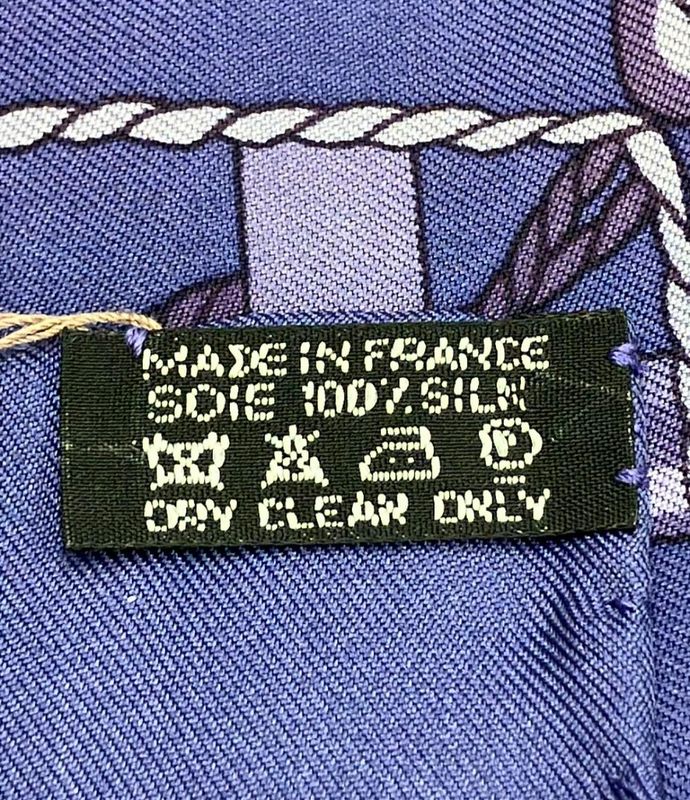 MADE IN FRANCE
SOIE 100% SILK
P
DRY CLEAN ONLY